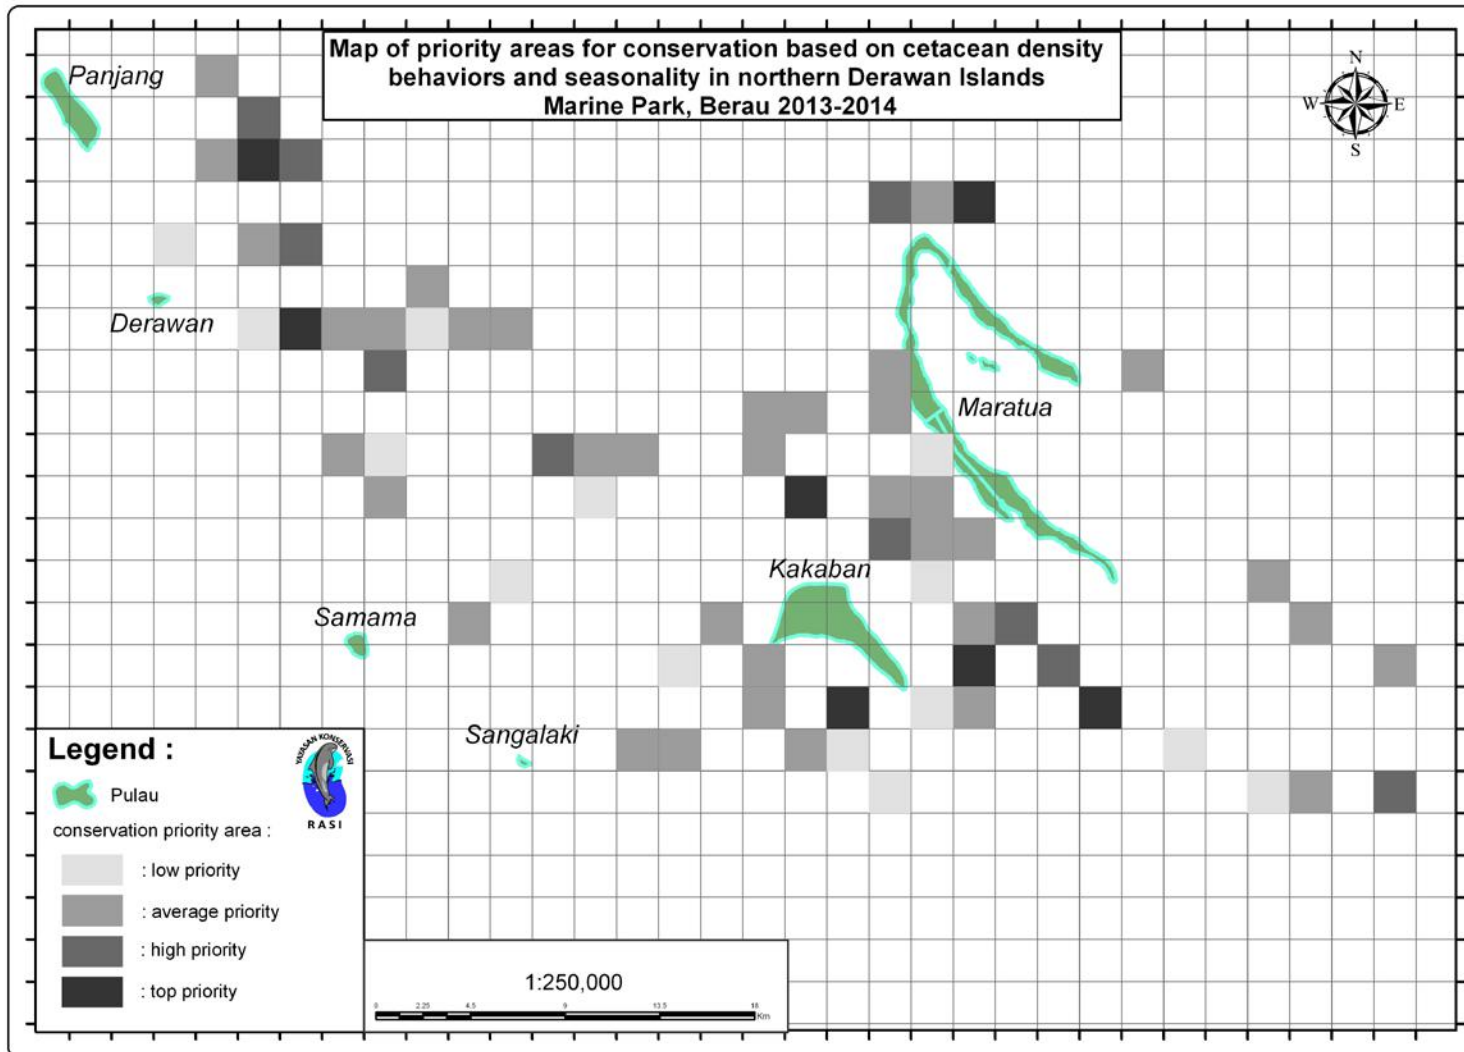 Map of priority areas for conservation based on cetacean density
behaviors and seasonality in northern Derawan Islands
Marine Park, Berau 2013-2014
N
W
E
S
Panjang
Derawan
Maratua
Kakaban
Samama
Sangalaki
Legend :
YAYASAN KONSERVASI
RASI
Pulau
conservation priority area :
: low priority
: average priority
: high priority
: top priority
1:250,000
0 2.25 4.5 9 13.5 18
Km